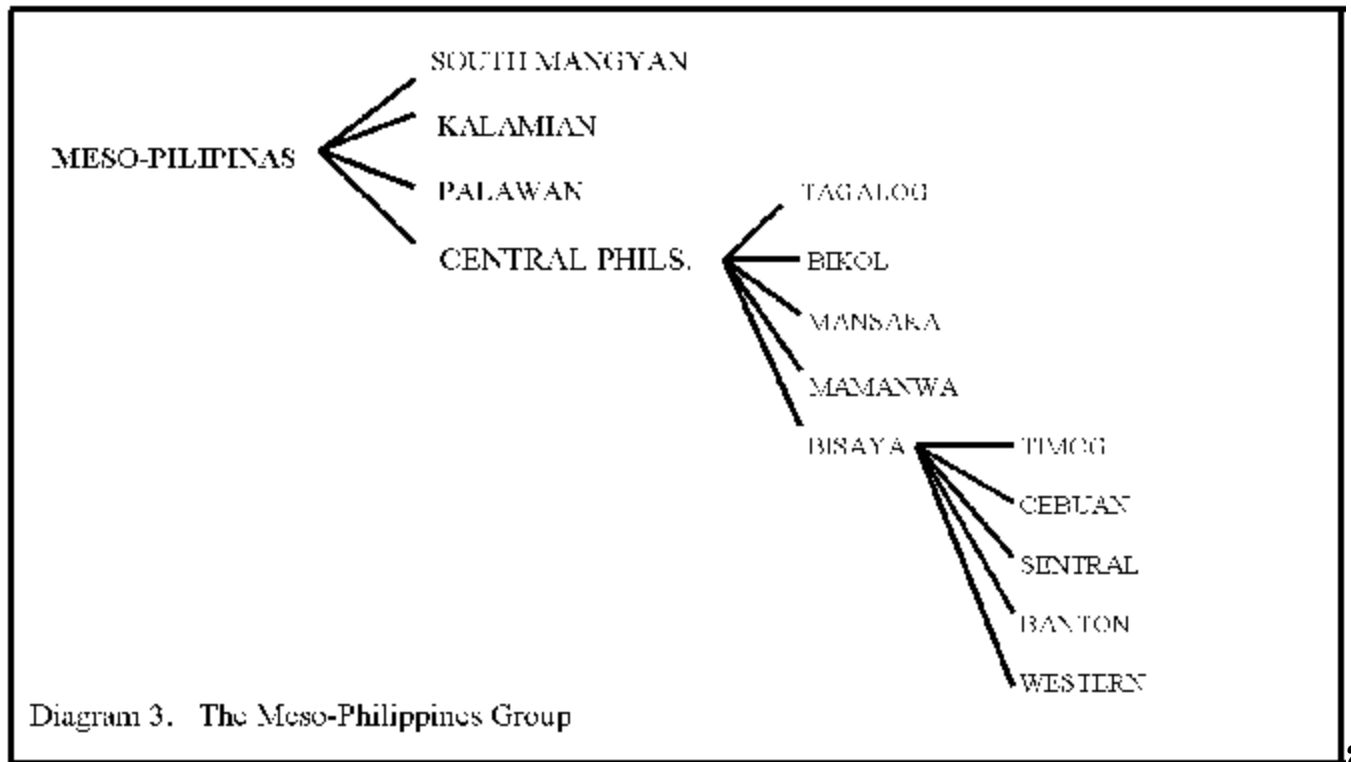 SOUTH MANGYAN
KALAMIAN
MESO-PILIPINAS
PALAWAN
TAGALOG
CENTRAL PHILS.
BIKOL
MANSAKA
MAMANWA
BISAYA
TIMOG
CEBUAN
SENTRAL
BANTON
WESTERN
Diagram 3. The Meso-Philippines Group